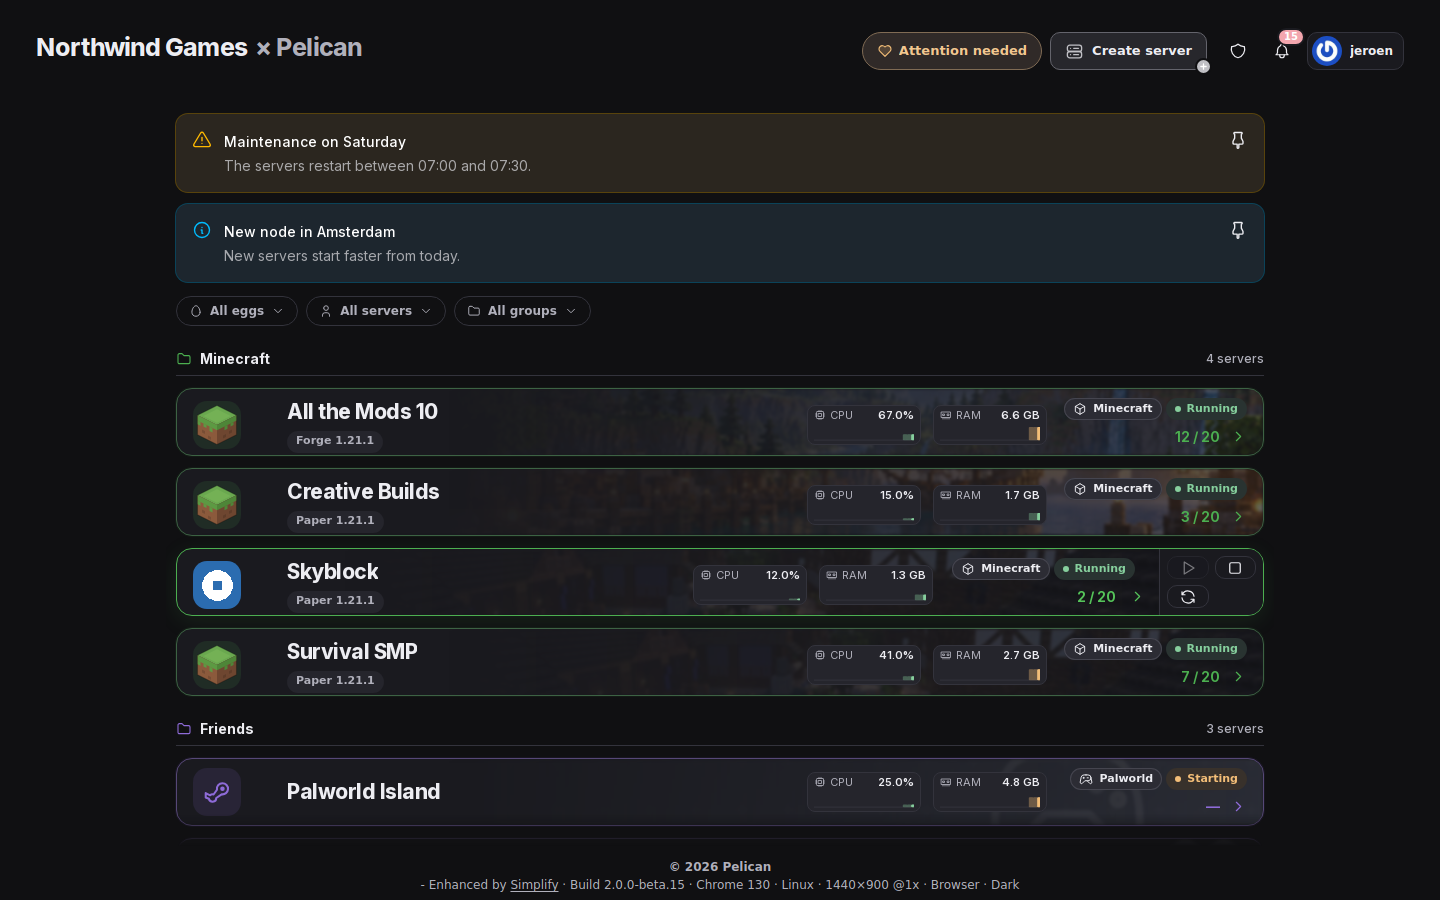 Northwind Games × Pelican
Attention needed
Create server
15
jeroen
Maintenance on Saturday
The servers restart between 07:00 and 07:30.
New node in Amsterdam
New servers start faster from today.
All eggs
All servers
All groups
Minecraft
4 servers
All the Mods 10
Forge 1.21.1
CPU 67.0%
RAM 6.6 GB
Minecraft
Running
12 / 20
Creative Builds
Paper 1.21.1
CPU 15.0%
RAM 1.7 GB
Minecraft
Running
3 / 20
Skyblock
Paper 1.21.1
CPU 12.0%
RAM 1.3 GB
Minecraft
Running
2 / 20
Survival SMP
Paper 1.21.1
CPU 41.0%
RAM 2.7 GB
Minecraft
Running
7 / 20
Friends
3 servers
Palworld Island
CPU 25.0%
RAM 4.8 GB
Palworld
Starting
—
© 2026 Pelican
- Enhanced by Simplify · Build 2.0.0-beta.15 · Chrome 130 · Linux · 1440×900 @1x · Browser · Dark